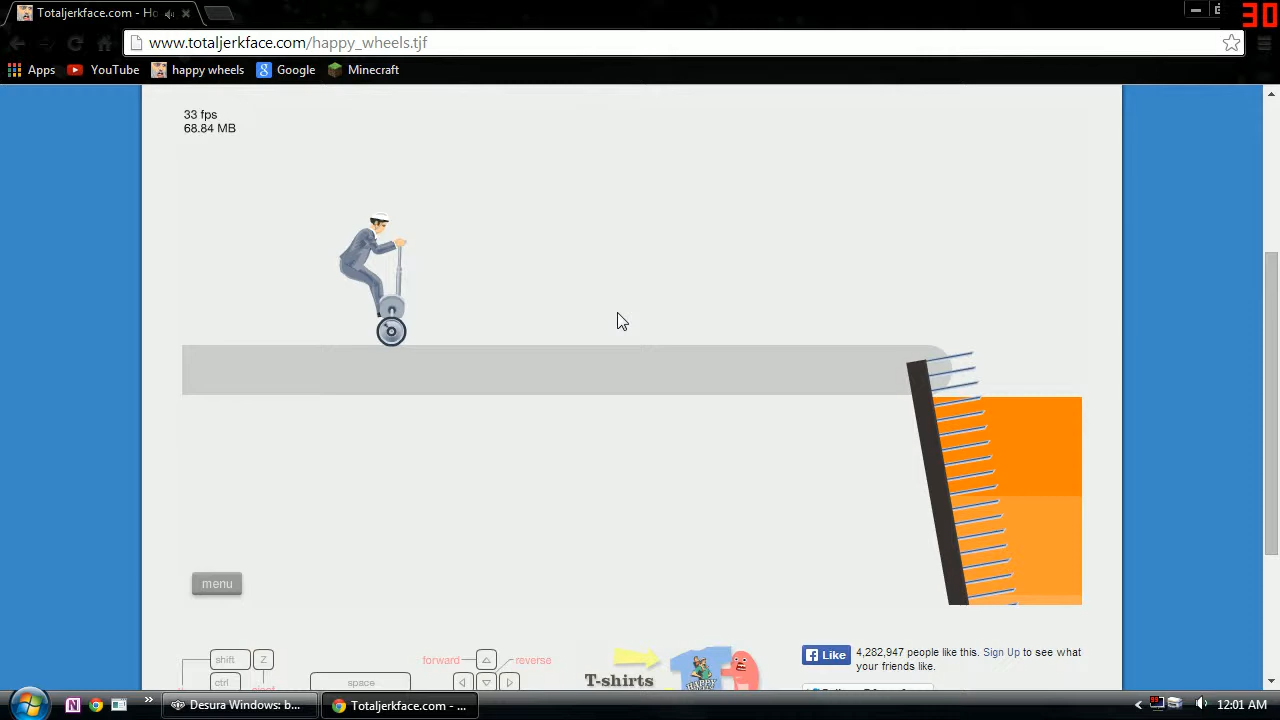 Totaljerkface.com - Ho
30
www.totaljerkface.com/happy_wheels.tjf
Apps YouTube happy wheels Google Minecraft
33 fps
68.84 MB
menu
shift Z
ctrl
space
forward reverse
T-shirts
Like 4,282,947 people like this. Sign Up to see what
your friends like.
Desura Windows: b... Totaljerkface.com - ... 12:01 AM